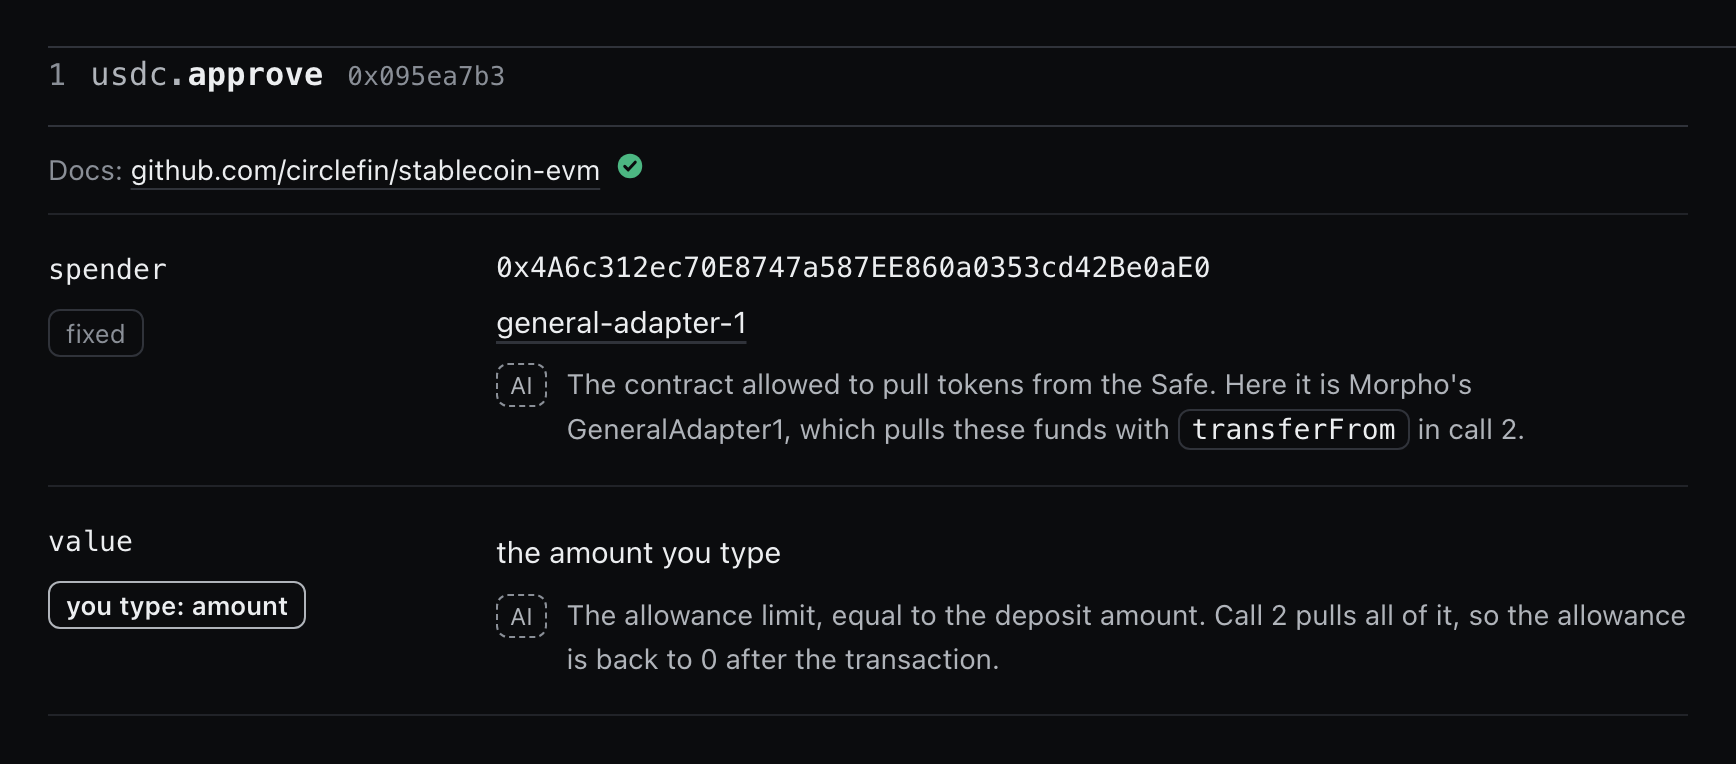 1 usdc.approve 0x095ea7b3
Docs: github.com/circlefin/stablecoin-evm
spender
0x4A6c312ec70E8747a587EE860a0353cd42Be0aE0
fixed
general-adapter-1
AI The contract allowed to pull tokens from the Safe. Here it is Morpho's
GeneralAdapter1, which pulls these funds with transferFrom in call 2.
value
the amount you type
you type: amount
AI The allowance limit, equal to the deposit amount. Call 2 pulls all of it, so the allowance
is back to 0 after the transaction.